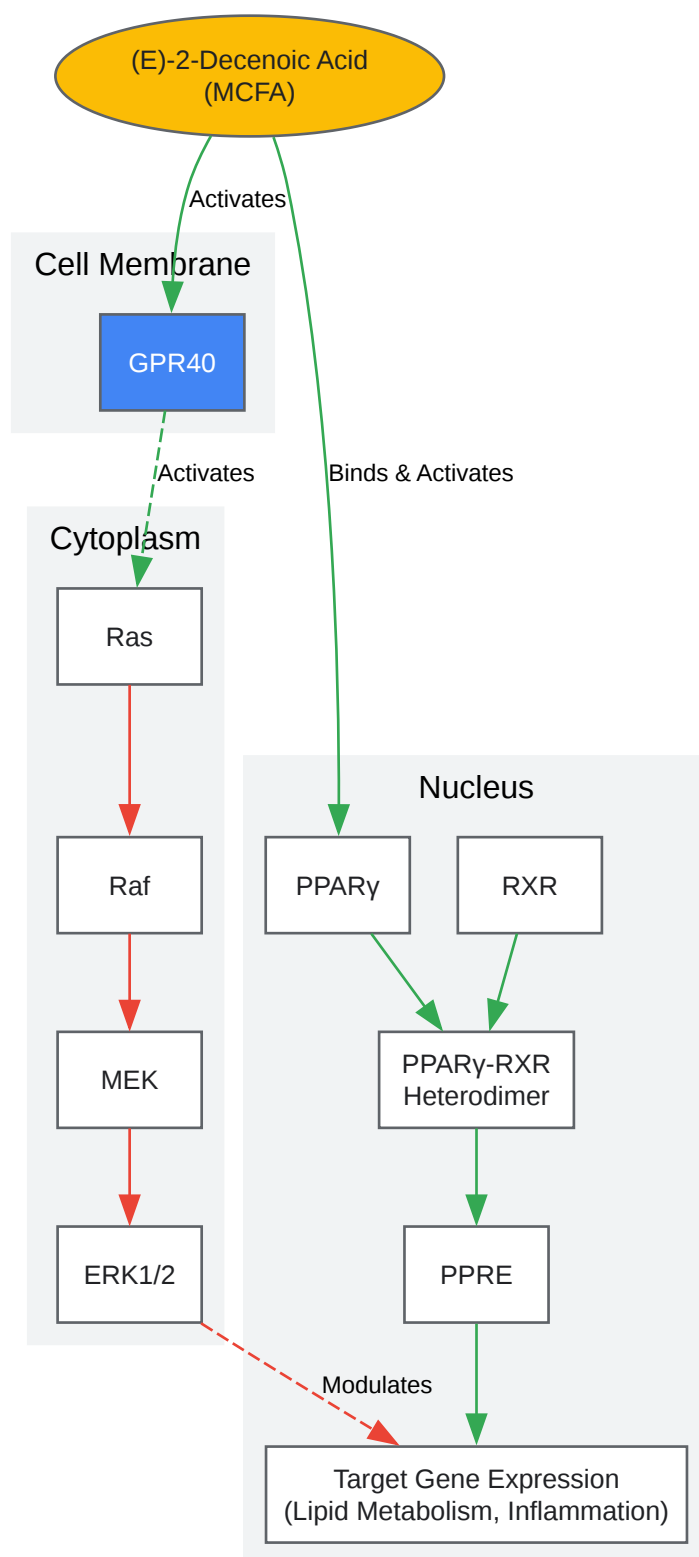 (E)-2-Decenoic Acid
(MCFA)
Activates
Cell Membrane
GPR40
Activates
Binds & Activates
Cytoplasm
Ras
Nucleus
Raf
PPARγ
RXR
MEK
PPARγ-RXR
Heterodimer
ERK1/2
PPRE
Modulates
Target Gene Expression
(Lipid Metabolism, Inflammation)